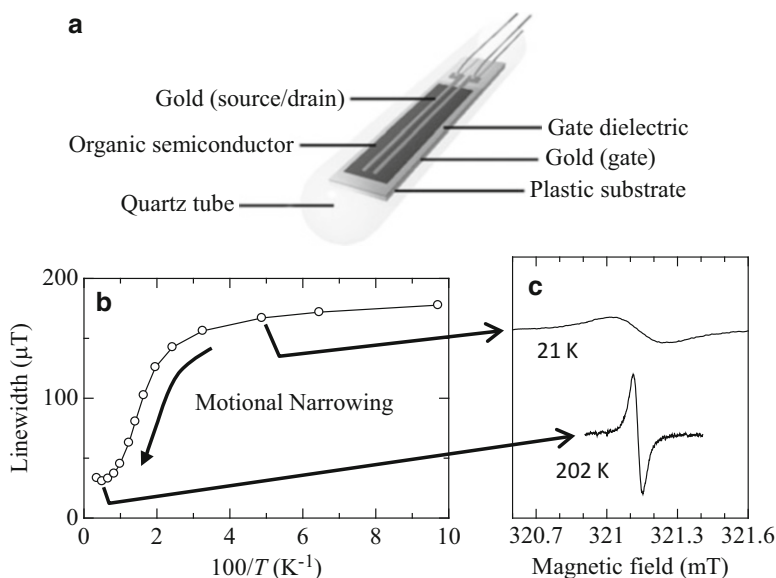 a
Gold (source/drain)
Organic semiconductor
Quartz tube
Gate dielectric
Gold (gate)
Plastic substrate
b
200
100
0
Linewidth (μT)
Motional Narrowing
0 2 4 6 8 10
100/T (K⁻¹)
c
21 K
202 K
320.7 321 321.3 321.6
Magnetic field (mT)